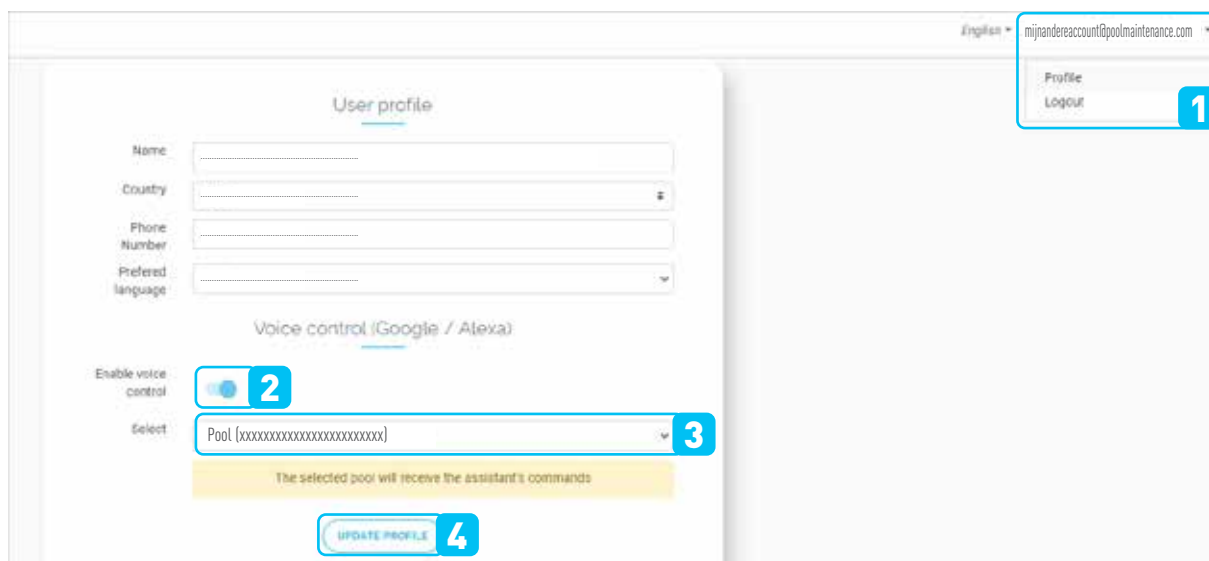 English
mijnandereaccount@poolmaintenance.com
Profile
Logout
1
User profile
Name
Country
Phone
Number
Prefered
language
Voice control (Google / Alexa)
Enable voice
control
2
Select
Pool (xxxxxxxxxxxxxxxxxxxxxxxx)
3
The selected pool will receive the assistant's commands
UPDATE PROFILE
4